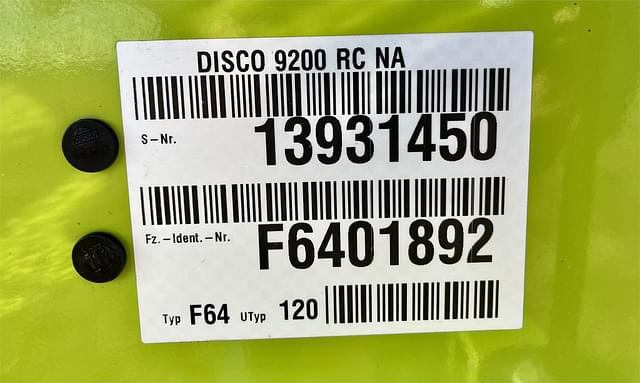 DISCO 9200 RC NA
S-Nr. 13931450
Fz.-Ident.-Nr. F6401892
Typ F64 UTyp 120